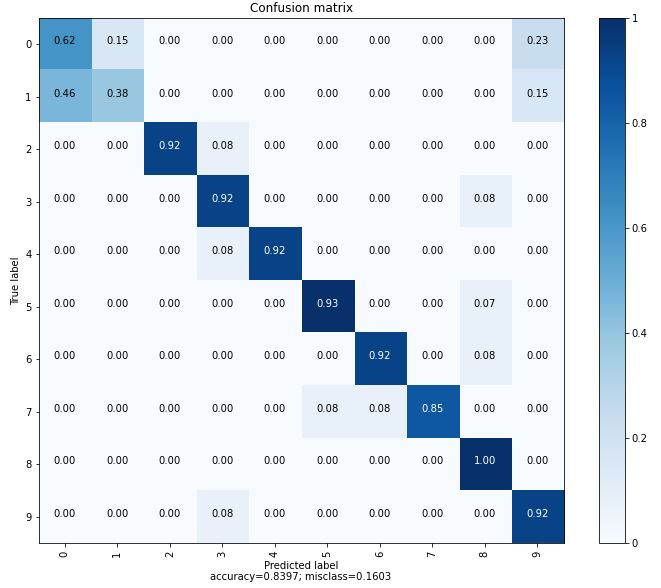 Confusion matrix
0 0.62 0.15 0.00 0.00 0.00 0.00 0.00 0.00 0.00 0.23
1 0.46 0.38 0.00 0.00 0.00 0.00 0.00 0.00 0.00 0.15
2 0.00 0.00 0.92 0.08 0.00 0.00 0.00 0.00 0.00 0.00
3 0.00 0.00 0.00 0.92 0.00 0.00 0.00 0.00 0.08 0.00
4 0.00 0.00 0.00 0.08 0.92 0.00 0.00 0.00 0.00 0.00
5 0.00 0.00 0.00 0.00 0.00 0.93 0.00 0.00 0.07 0.00
6 0.00 0.00 0.00 0.00 0.00 0.00 0.92 0.00 0.08 0.00
7 0.00 0.00 0.00 0.00 0.00 0.08 0.08 0.85 0.00 0.00
8 0.00 0.00 0.00 0.00 0.00 0.00 0.00 0.00 1.00 0.00
9 0.00 0.00 0.00 0.08 0.00 0.00 0.00 0.00 0.00 0.92
True label
0 1 2 3 4 5 6 7 8 9
Predicted label
accuracy=0.8397; misclass=0.1603
1
0.8
0.6
0.4
0.2
0